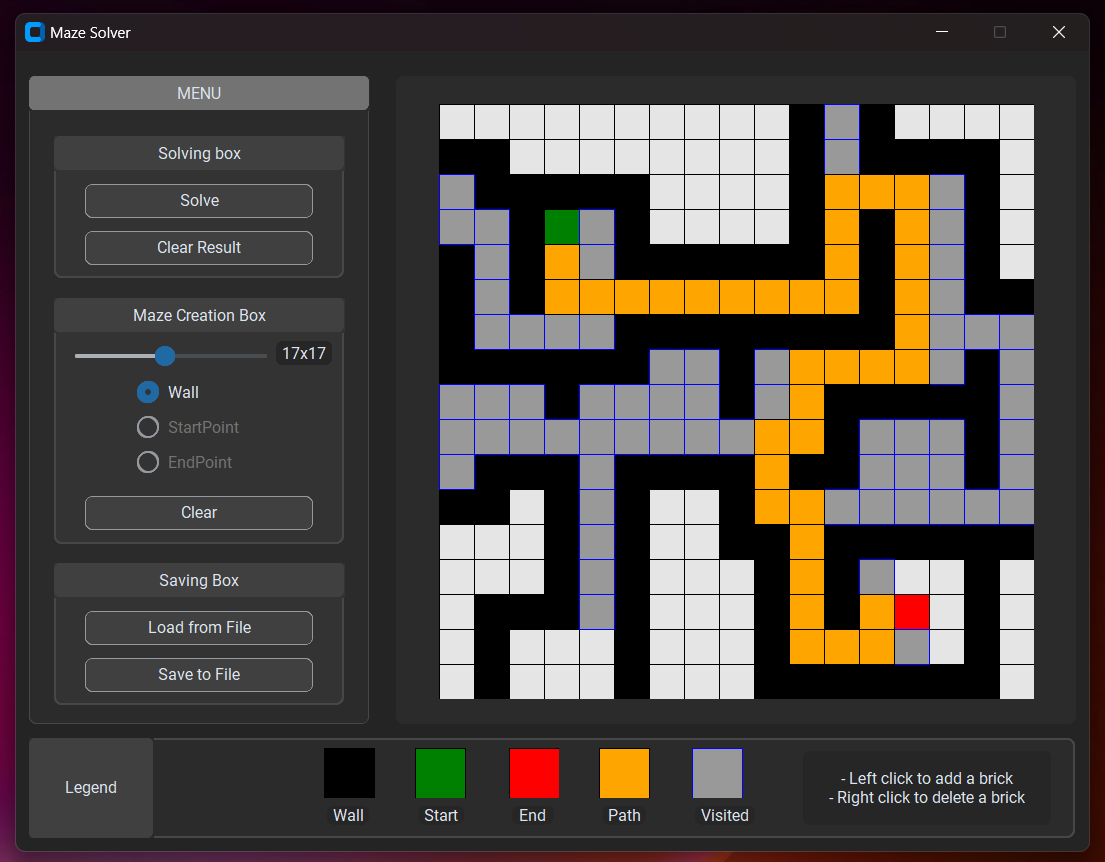 Maze Solver
MENU
Solving box
Solve
Clear Result
Maze Creation Box
17x17
Wall
StartPoint
EndPoint
Clear
Saving Box
Load from File
Save to File
Legend
Wall
Start
End
Path
Visited
- Left click to add a brick
- Right click to delete a brick